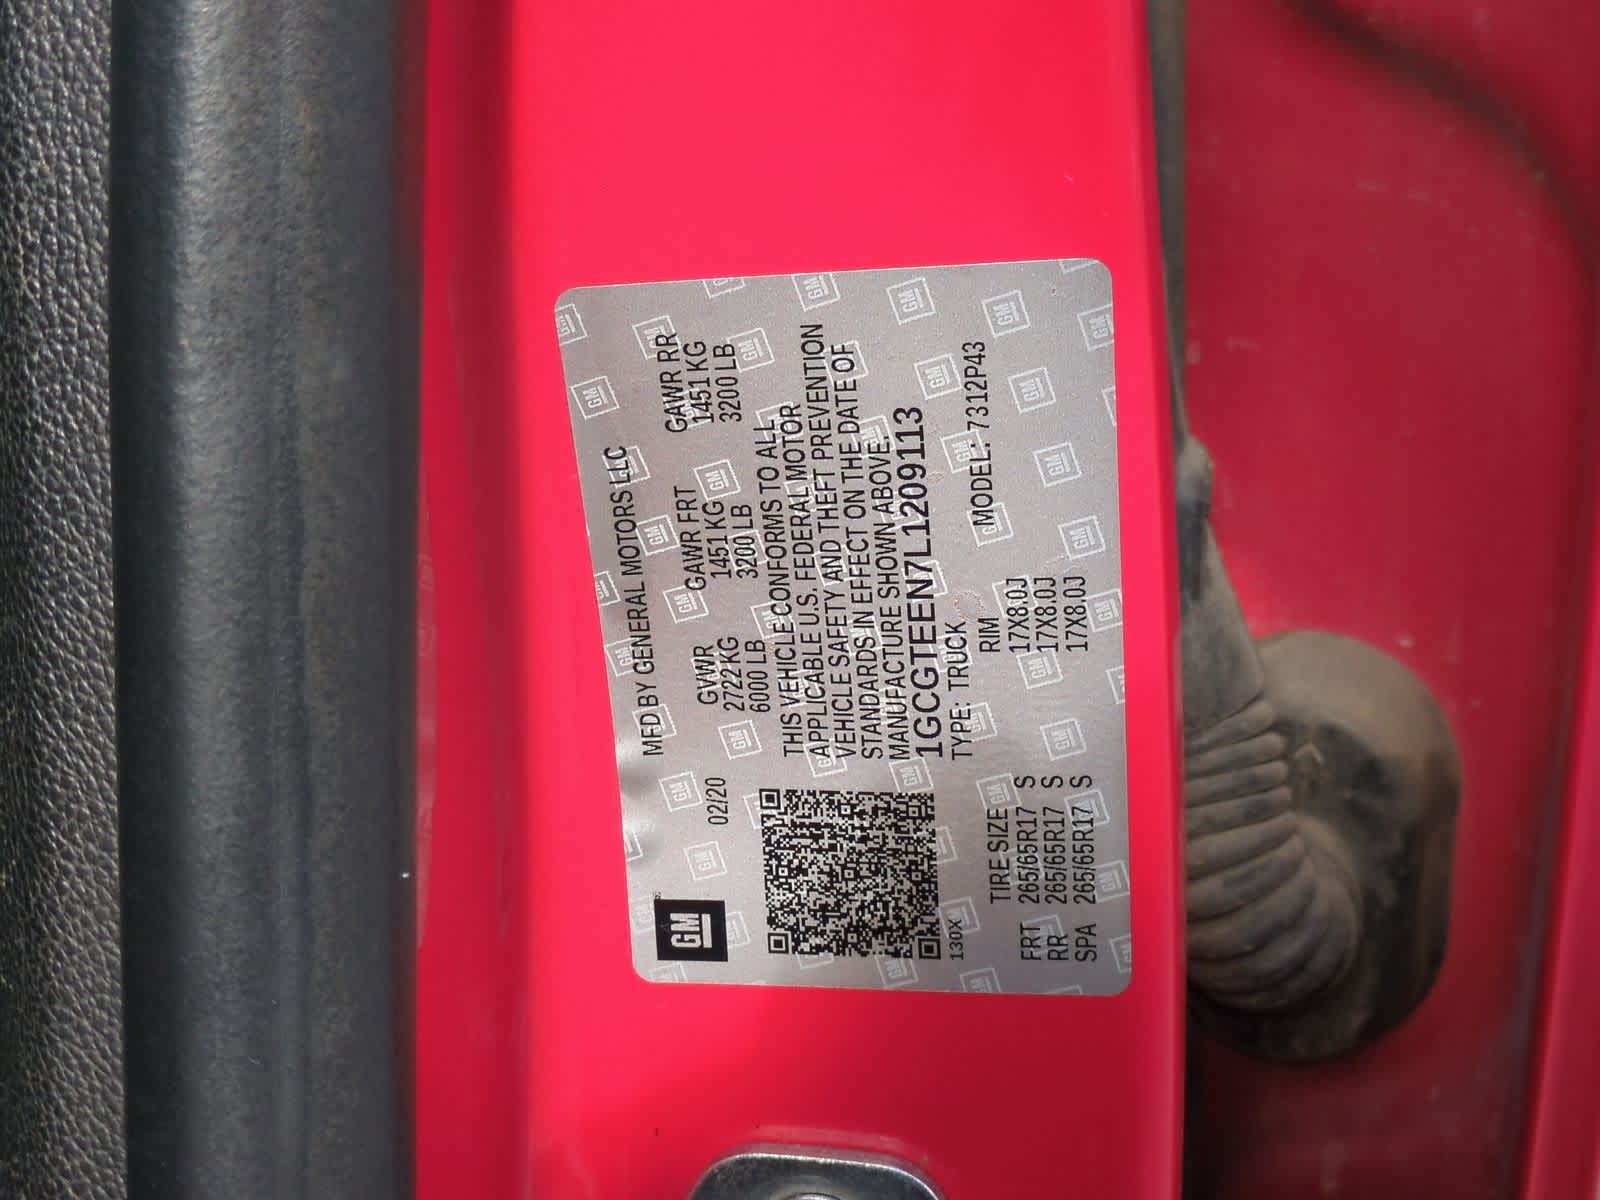 GM
02/20
MFD BY GENERAL MOTORS LLC
GVWR GAWR FRT GAWR RR
2722 KG 1451 KG 1451 KG
6000 LB 3200 LB 3200 LB
THIS VEHICLE CONFORMS TO ALL
APPLICABLE U.S. FEDERAL MOTOR
VEHICLE SAFETY AND THEFT PREVENTION
STANDARDS IN EFFECT ON THE DATE OF
MANUFACTURE SHOWN ABOVE.
1GCGTEEN7L1209113
TYPE: TRUCK MODEL: 7312P43
130X
TIRE SIZE RIM
FRT 265/65R17 S 17X8.0J
RR 265/65R17 S 17X8.0J
SPA 265/65R17 S 17X8.0J